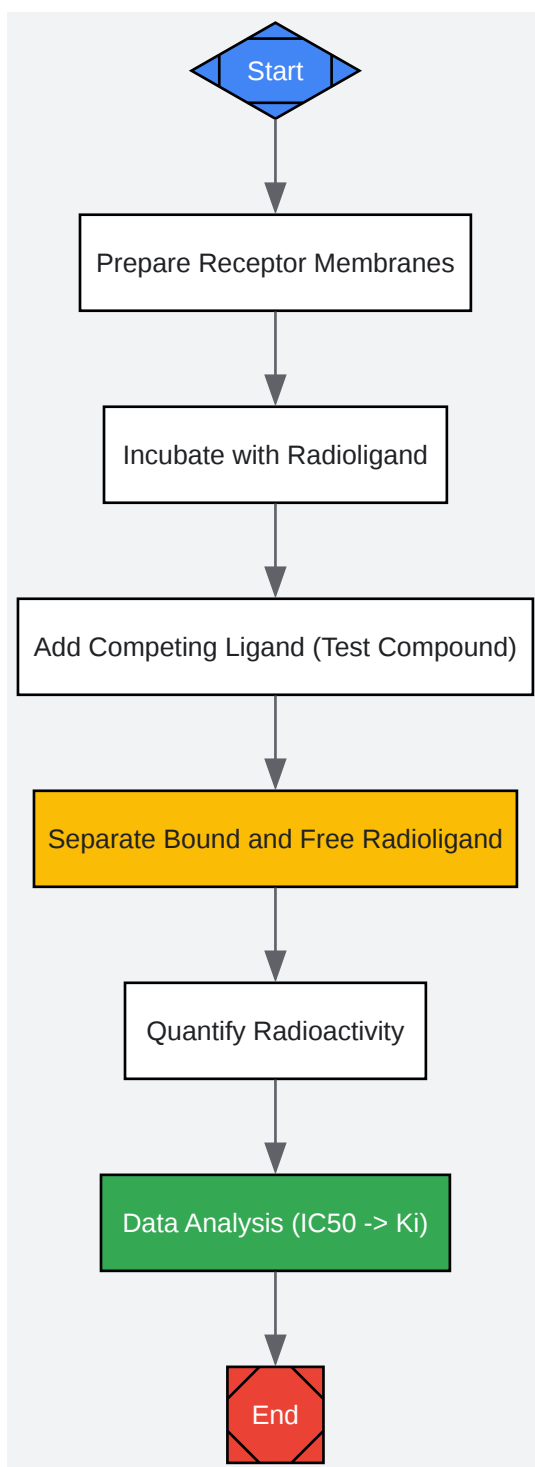 Start
Prepare Receptor Membranes
Incubate with Radioligand
Add Competing Ligand (Test Compound)
Separate Bound and Free Radioligand
Quantify Radioactivity
Data Analysis (IC50 -> Ki)
End